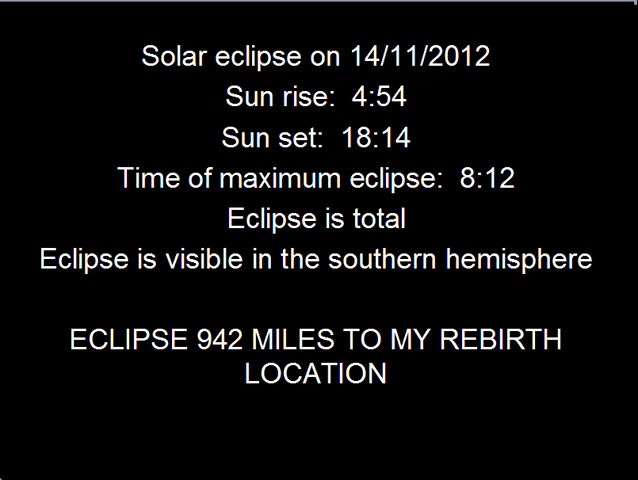 Solar eclipse on 14/11/2012
Sun rise:  4:54
Sun set:  18:14
Time of maximum eclipse:  8:12
Eclipse is total
Eclipse is visible in the southern hemisphere
ECLIPSE 942 MILES TO MY REBIRTH
LOCATION